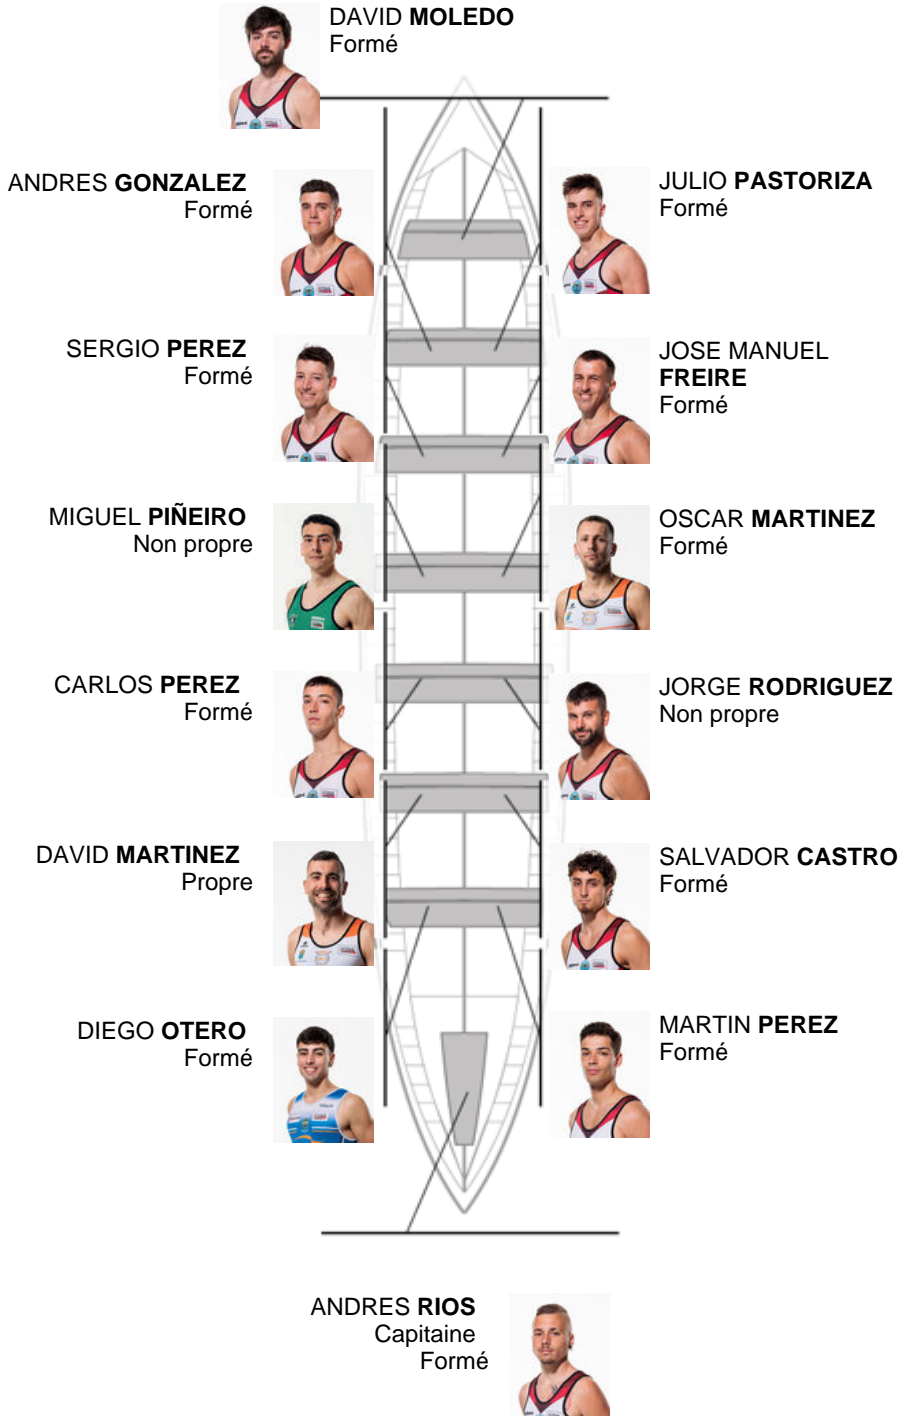 DAVID MOLEDO
Formé
ANDRES GONZALEZ
Formé
JULIO PASTORIZA
Formé
SERGIO PEREZ
Formé
JOSE MANUEL
FREIRE
Formé
MIGUEL PIÑEIRO
Non propre
OSCAR MARTINEZ
Formé
CARLOS PEREZ
Formé
JORGE RODRIGUEZ
Non propre
DAVID MARTINEZ
Propre
SALVADOR CASTRO
Formé
DIEGO OTERO
Formé
MARTIN PEREZ
Formé
ANDRES RIOS
Capitaine
Formé